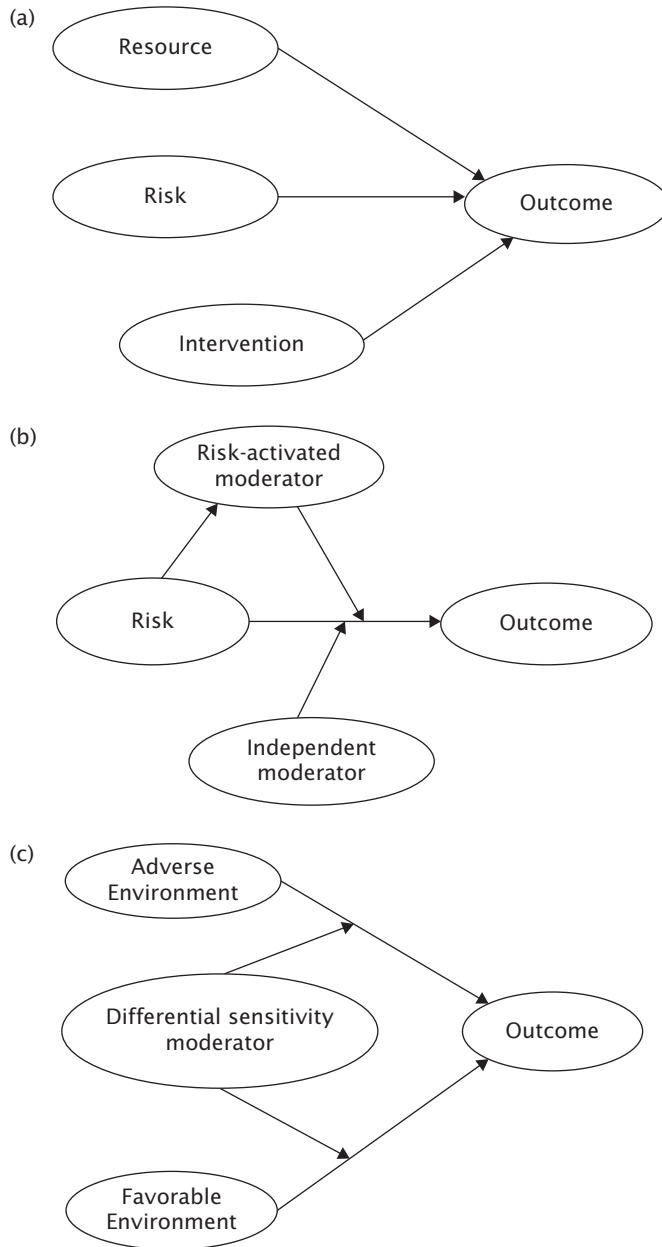 (a)
Resource
Risk
Outcome
Intervention
(b)
Risk-activated
moderator
Risk
Outcome
Independent
moderator
(c)
Adverse
Environment
Differential sensitivity
moderator
Outcome
Favorable
Environment